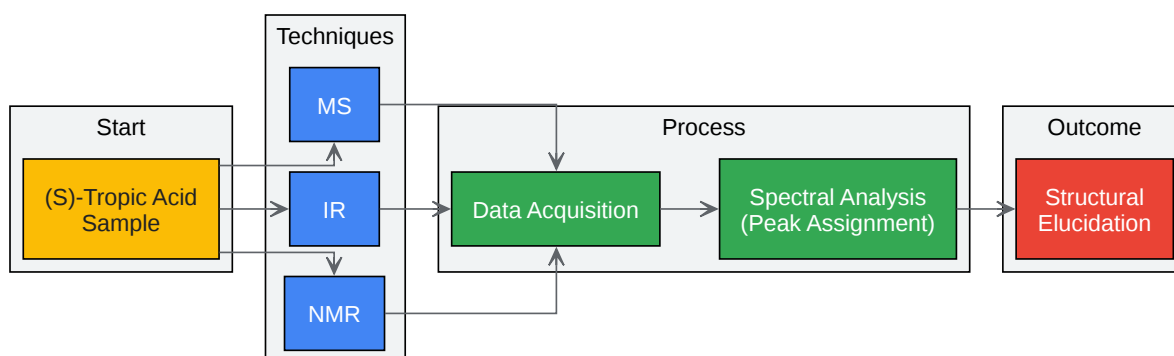 Start
(S)-Tropic Acid
Sample
Techniques
MS
IR
NMR
Process
Data Acquisition
Spectral Analysis
(Peak Assignment)
Outcome
Structural
Elucidation